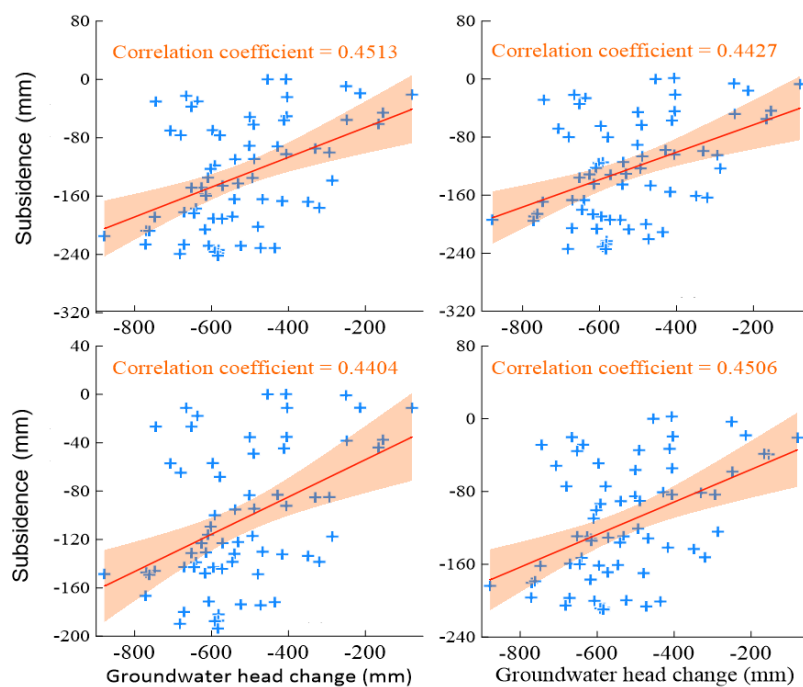 80
Correlation coefficient = 0.4513
0
-80
-160
-240
-320
Subsidence (mm)
-800 -600 -400 -200
80
Correlation coefficient = 0.4427
0
-80
-160
-240
-320
-800 -600 -400 -200
40
Correlation coefficient = 0.4404
0
-40
-80
-120
-160
-200
Subsidence (mm)
-800 -600 -400 -200
Groundwater head change (mm)
80
Correlation coefficient = 0.4506
0
-80
-160
-240
-800 -600 -400 -200
Groundwater head change (mm)